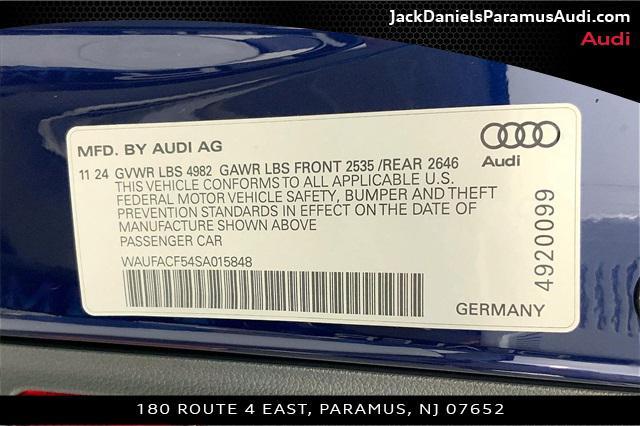 JackDanielsParamusAudi.com
Audi
MFD. BY AUDI AG
11 24 GVWR LBS 4982 GAWR LBS FRONT 2535 /REAR 2646
THIS VEHICLE CONFORMS TO ALL APPLICABLE U.S.
FEDERAL MOTOR VEHICLE SAFETY, BUMPER AND THEFT
PREVENTION STANDARDS IN EFFECT ON THE DATE OF
MANUFACTURE SHOWN ABOVE
PASSENGER CAR
WAUFACF54SA015848
Audi
4920099
GERMANY
180 ROUTE 4 EAST, PARAMUS, NJ 07652